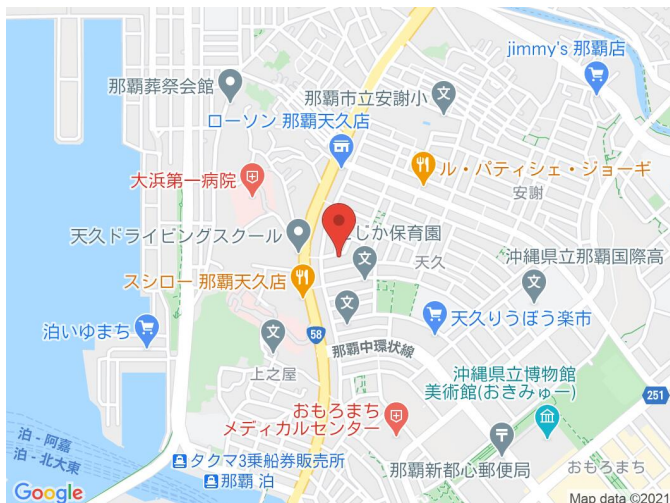 jimmy's 那覇店
那覇葬祭会館
那覇市立安謝小
ローソン 那覇天久店
大浜第一病院
ル・パティシェ・ジョーギ
安謝
天久ドライビングスクール
じか保育園
天久
沖縄県立那覇国際高
スシロー 那覇天久店
泊いゆまち
58
天久りうぼう楽市
那覇中環状線
上之屋
沖縄県立博物館
美術館(おきみゅー)
251
おもろまち
メディカルセンター
泊 - 阿嘉
泊 - 北大東
タクマ3乗船券販売所
那覇 泊
那覇新都心郵便局
おもろまち
Google
Map data ©2021